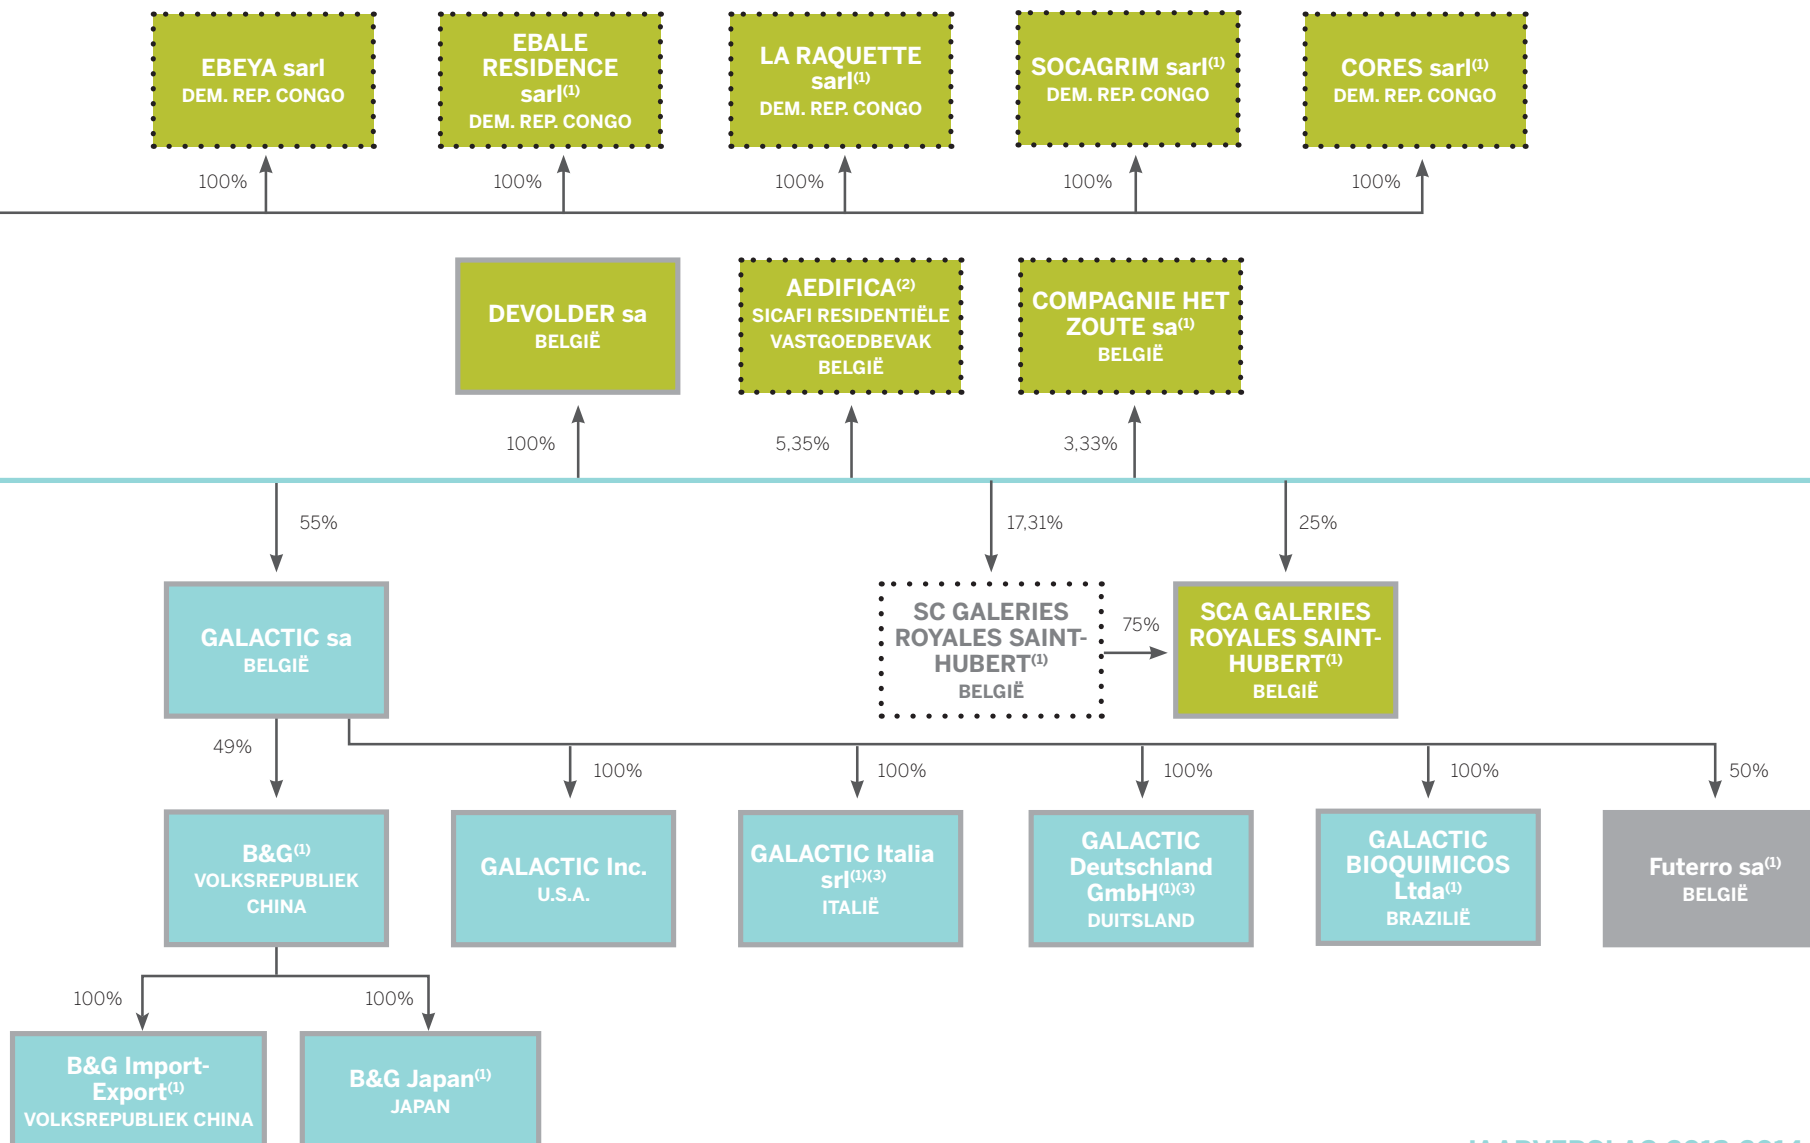 EBEYA sarl
DEM. REP. CONGO
EBALE
RESIDENCE
sarl(1)
DEM. REP. CONGO
LA RAQUETTE
sarl(1)
DEM. REP. CONGO
SOCAGRIM sarl(1)
DEM. REP. CONGO
CORES sarl(1)
DEM. REP. CONGO
100%
100%
100%
100%
100%
DEVOLDER sa
BELGIË
AEDIFICA(2)
SICAFI RESIDENTIËLE
VASTGOEDBEVAK
BELGIË
COMPAGNIE HET
ZOUTE sa(1)
BELGIË
100%
5,35%
3,33%
55%
17,31%
25%
GALACTIC sa
BELGIË
SC GALERIES
ROYALES SAINT-
HUBERT(1)
BELGIË
75%
SCA GALERIES
ROYALES SAINT-
HUBERT(1)
BELGIË
49%
100%
100%
100%
100%
50%
B&G(1)
VOLKSREPUBLIEK
CHINA
GALACTIC Inc.
U.S.A.
GALACTIC Italia
srl(1)(3)
ITALIË
GALACTIC
Deutschland
GmbH(1)(3)
DUITSLAND
GALACTIC
BIOQUIMICOS
Ltda(1)
BRAZILIË
Futerro sa(1)
BELGIË
100%
100%
B&G Import-
Export(1)
VOLKSREPUBLIEK CHINA
B&G Japan(1)
JAPAN